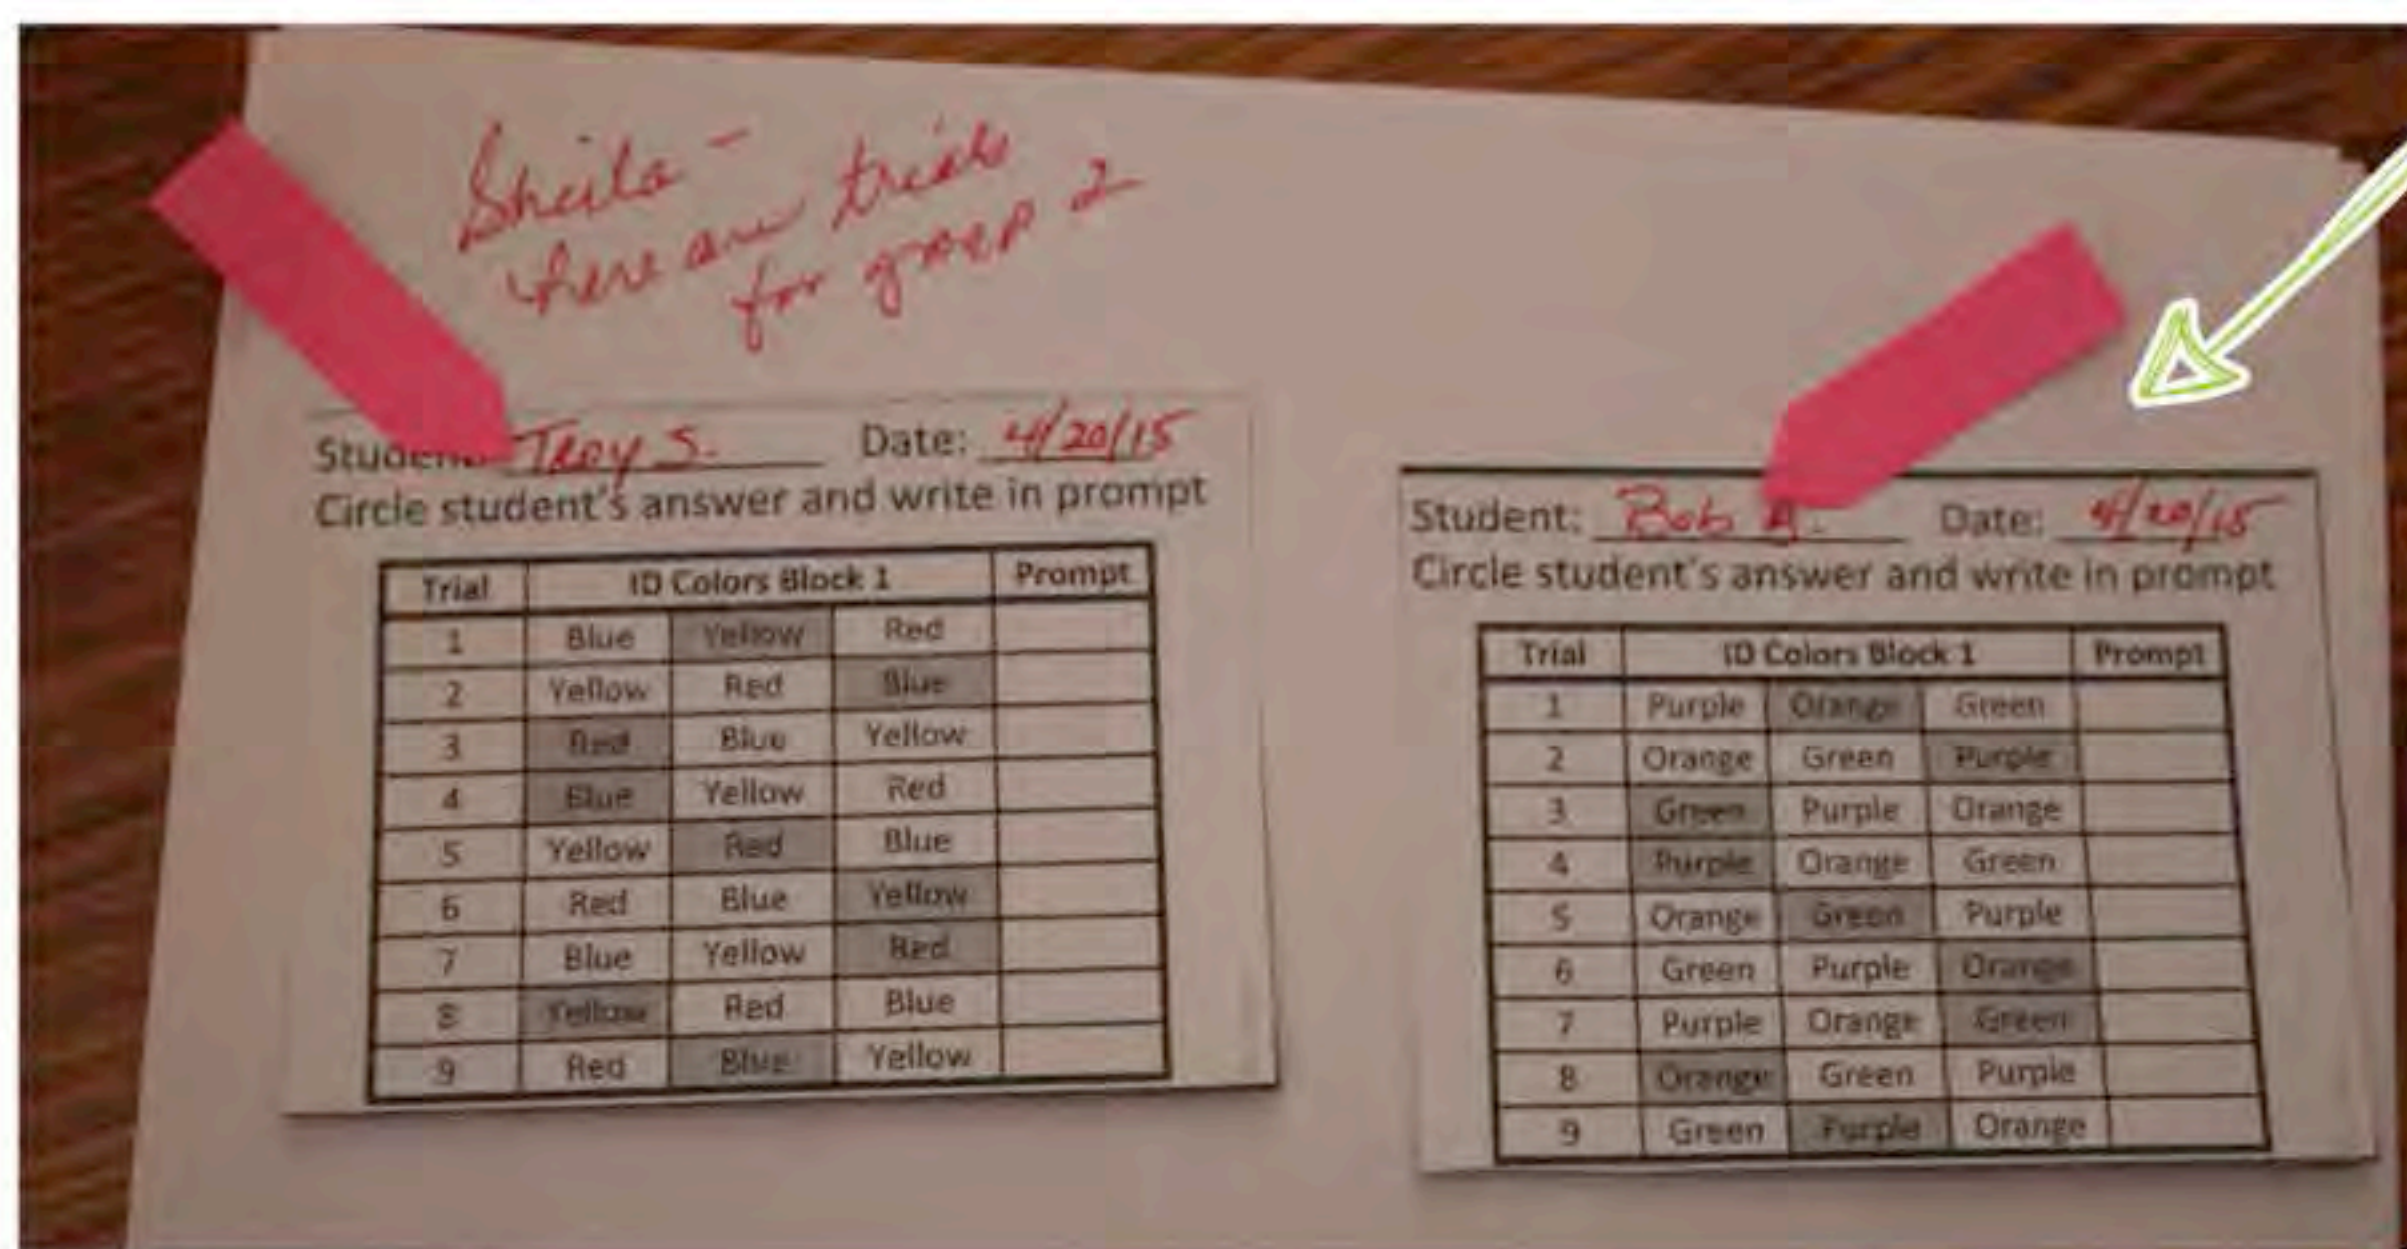 Sheila -
here are trials
for group 2
Student: Troy S. Date: 4/20/15
Circle student's answer and write in prompt
Trial ID Colors Block 1 Prompt
1 Blue Yellow Red
2 Yellow Red Blue
3 Red Blue Yellow
4 Blue Yellow Red
5 Yellow Red Blue
6 Red Blue Yellow
7 Blue Yellow Red
8 Yellow Red Blue
9 Red Blue Yellow
Student: Bob Date: 4/20/15
Circle student's answer and write in prompt
Trial ID Colors Block 1 Prompt
1 Purple Orange Green
2 Orange Green Purple
3 Green Purple Orange
4 Purple Orange Green
5 Orange Green Purple
6 Green Purple Orange
7 Purple Orange Green
8 Orange Green Purple
9 Green Purple Orange